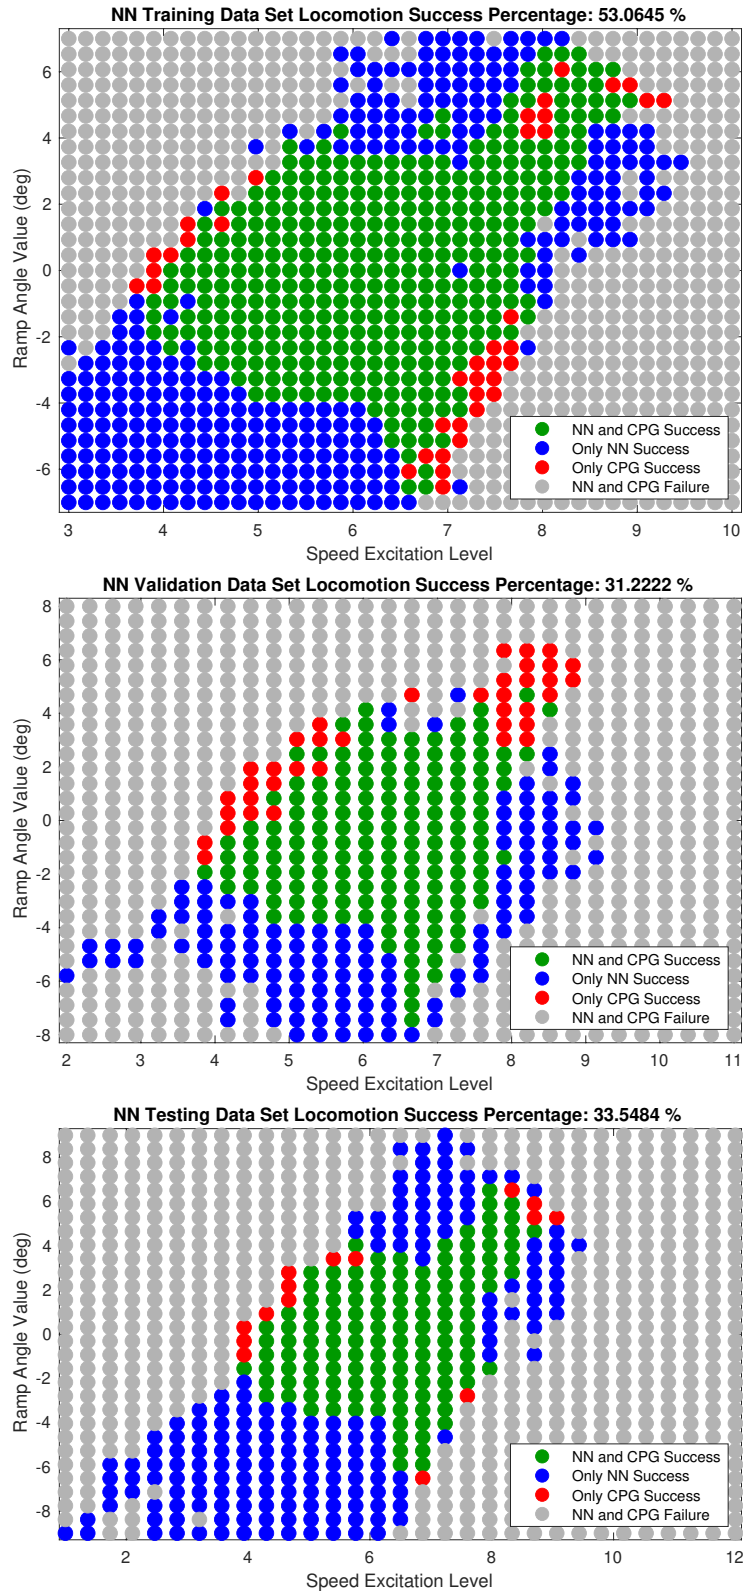 NN Training Data Set Locomotion Success Percentage: 53.0645 %
6
4
2
0
-2
-4
-6
Ramp Angle Value (deg)
NN and CPG Success
Only NN Success
Only CPG Success
NN and CPG Failure
3 4 5 6 7 8 9 10
Speed Excitation Level
NN Validation Data Set Locomotion Success Percentage: 31.2222 %
8
6
4
2
0
-2
-4
-6
-8
Ramp Angle Value (deg)
NN and CPG Success
Only NN Success
Only CPG Success
NN and CPG Failure
2 3 4 5 6 7 8 9 10 11
Speed Excitation Level
NN Testing Data Set Locomotion Success Percentage: 33.5484 %
8
6
4
2
0
-2
-4
-6
-8
Ramp Angle Value (deg)
NN and CPG Success
Only NN Success
Only CPG Success
NN and CPG Failure
2 4 6 8 10 12
Speed Excitation Level